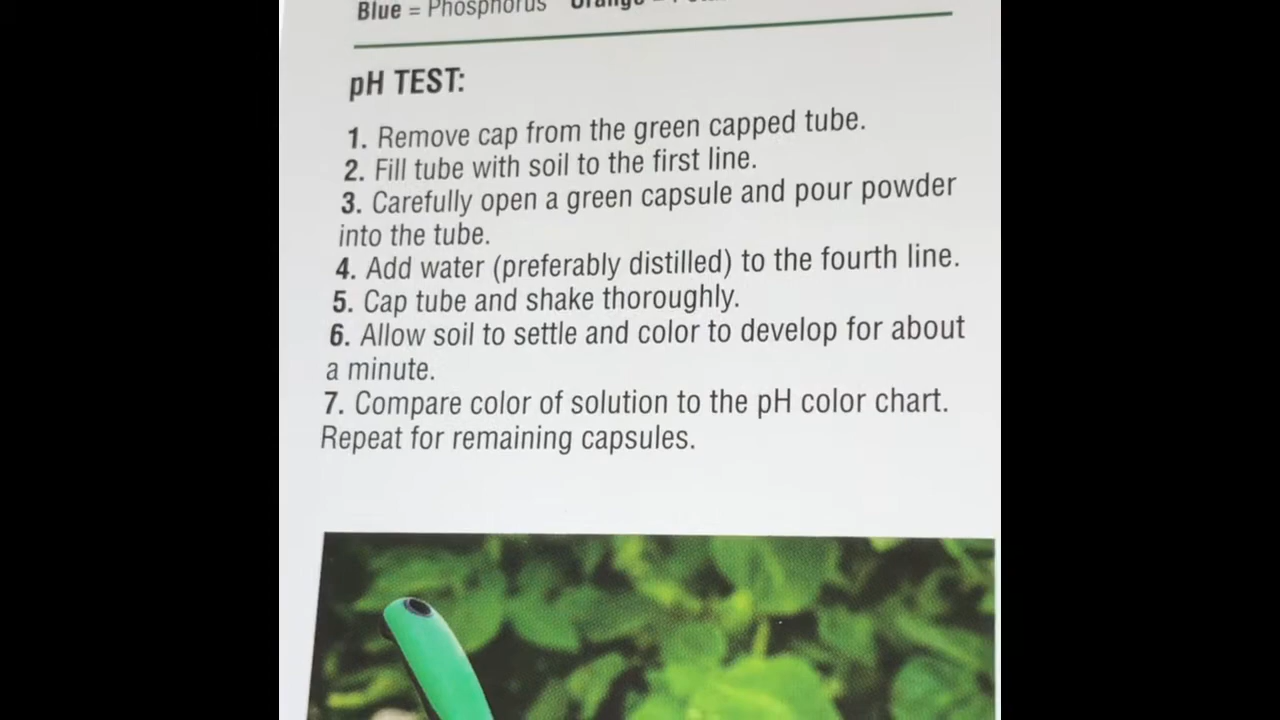 Blue = Phosphorus Orange =
pH TEST:
1. Remove cap from the green capped tube.
2. Fill tube with soil to the first line.
3. Carefully open a green capsule and pour powder
into the tube.
4. Add water (preferably distilled) to the fourth line.
5. Cap tube and shake thoroughly.
6. Allow soil to settle and color to develop for about
a minute.
7. Compare color of solution to the pH color chart.
Repeat for remaining capsules.